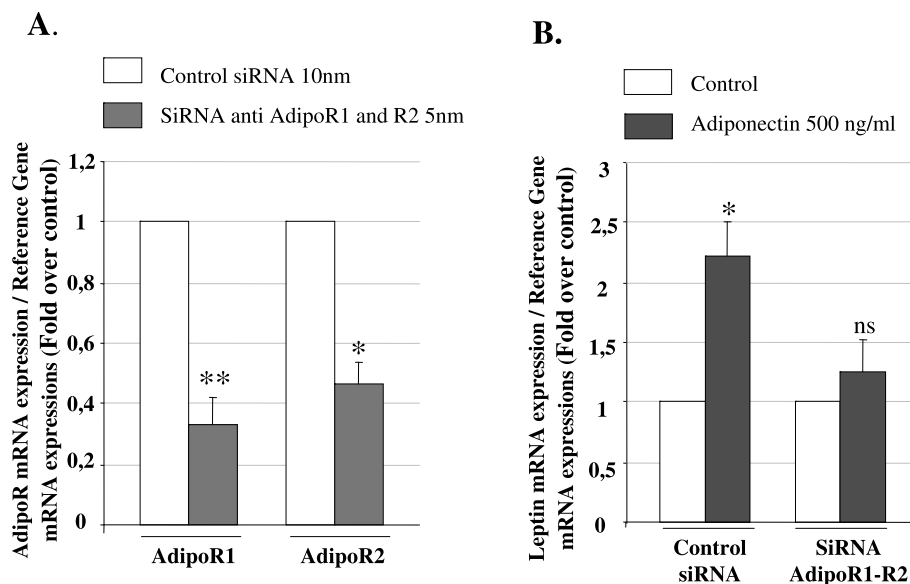 A.
Control siRNA 10nm
SiRNA anti AdipoR1 and R2 5nm
AdipoR mRNA expression / Reference Gene
mRNA expressions (Fold over control)
1,2
1
0,8
0,6
0,4
0,2
0
**
*
AdipoR1
AdipoR2
B.
Control
Adiponectin 500 ng/ml
Leptin mRNA expression / Reference Gene
mRNA expressions (Fold over control)
3
2,5
2
1,5
1
0,5
0
*
ns
Control
siRNA
SiRNA
AdipoR1-R2